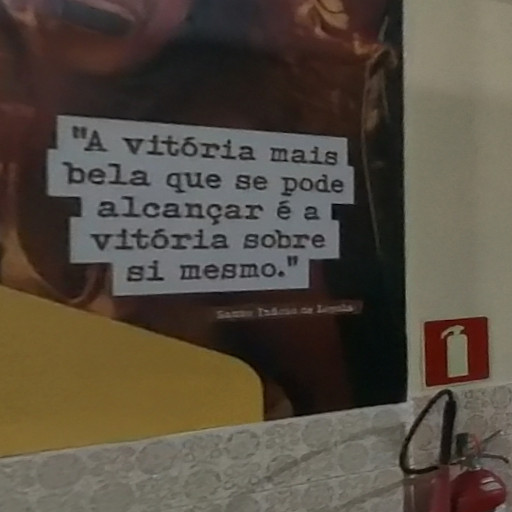 "A vitória mais
bela que se pode
alcançar é a
vitória sobre
si mesmo."
Santo Inácio de Loyola